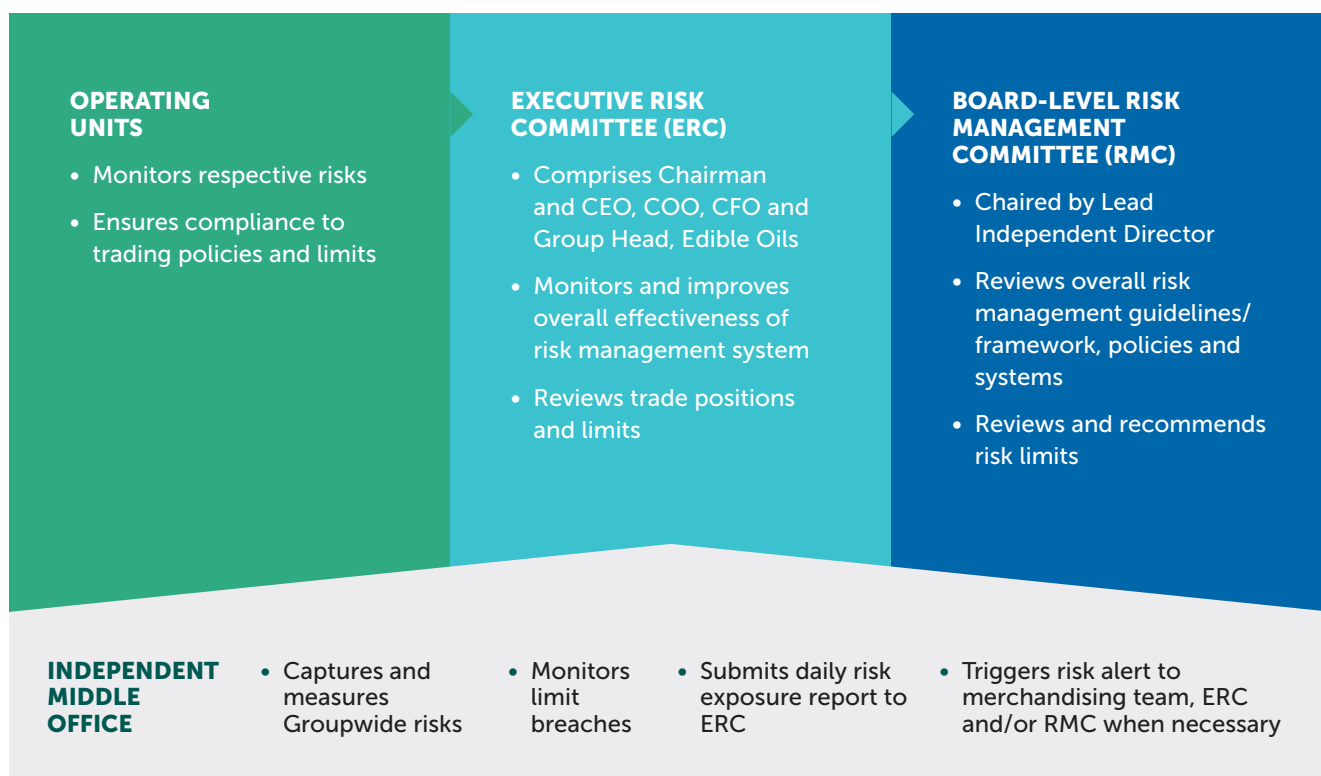 OPERATING
UNITS
• Monitors respective risks
• Ensures compliance to
trading policies and limits
EXECUTIVE RISK
COMMITTEE (ERC)
• Comprises Chairman
and CEO, COO, CFO and
Group Head, Edible Oils
• Monitors and improves
overall effectiveness of
risk management system
• Reviews trade positions
and limits
BOARD-LEVEL RISK
MANAGEMENT
COMMITTEE (RMC)
• Chaired by Lead
Independent Director
• Reviews overall risk
management guidelines/
framework, policies and
systems
• Reviews and recommends
risk limits
INDEPENDENT
MIDDLE
OFFICE
• Captures and
measures
Groupwide risks
• Monitors
limit
breaches
• Submits daily risk
exposure report to
ERC
• Triggers risk alert to
merchandising team, ERC
and/or RMC when necessary